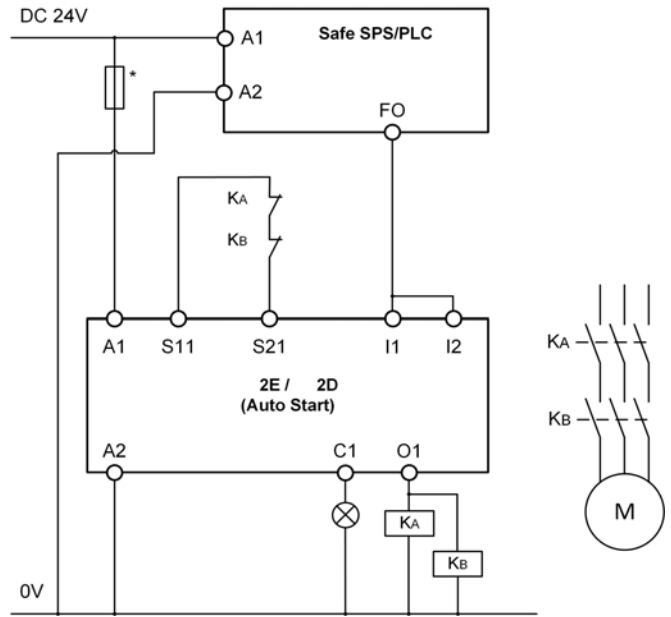 DC 24V
A1
Safe SPS/PLC
*
A2
FO
KA
KB
A1
S11
S21
I1
I2
2E / 2D
(Auto Start)
A2
C1
O1
KA
KB
0V
KA
KB
M